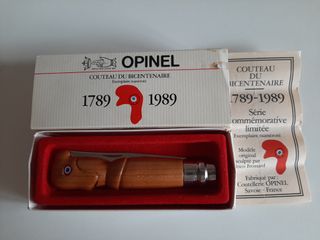 OPINEL
COUTEAU DU BICENTENAIRE
Exemplaire numéroté
1789 1989
COUTEAU
DU
BICENTENAIRE
1789-1989
Série
commémorative
limitée
Exemplaire numéroté
Modèle
original
sculpté par
Bruno
Fabriqué par :
Coutellerie OPINEL
Savoie - France